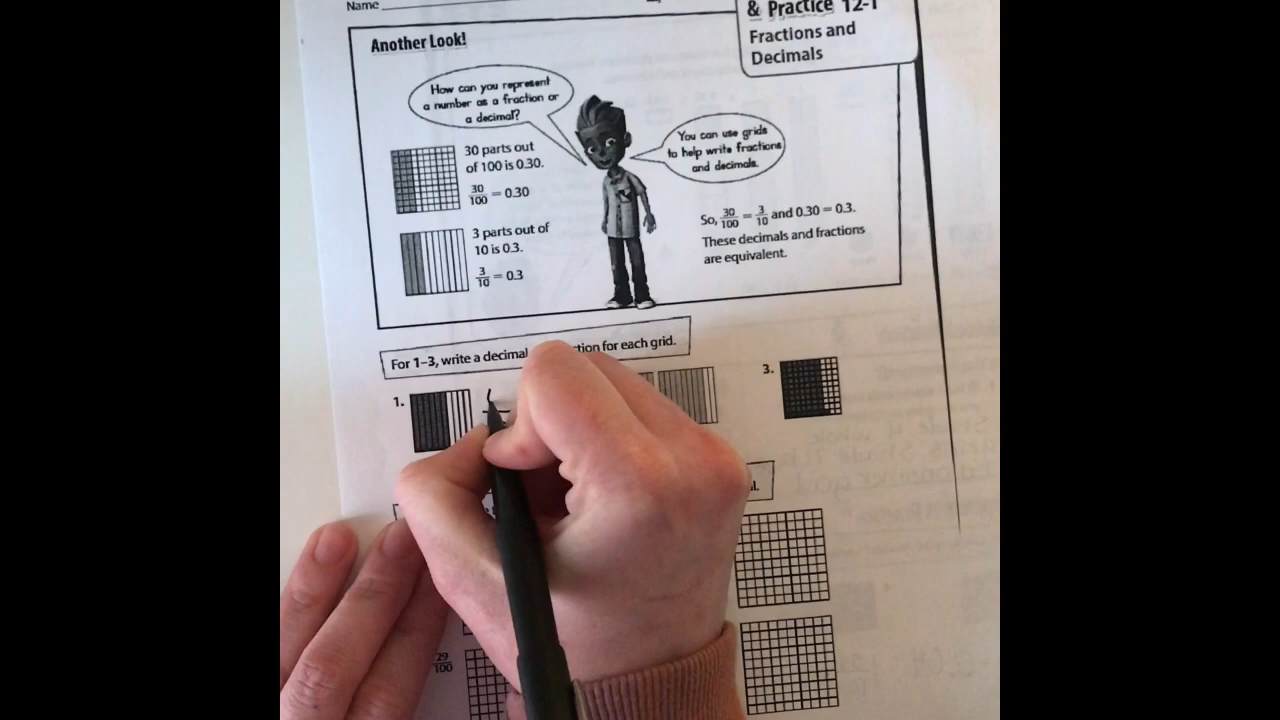 Name
& Practice 12-1
Fractions and
Decimals
Another Look!
How can you represent
a number as a fraction or
a decimal?
You can use grids
to help write fractions
and decimals.
30 parts out
of 100 is 0.30.
30/100 = 0.30
3 parts out of
10 is 0.3.
3/10 = 0.3
So, 30/100 = 3/10 and 0.30 = 0.3.
These decimals and fractions
are equivalent.
For 1–3, write a decimal for each grid.
1.
3.
29/100